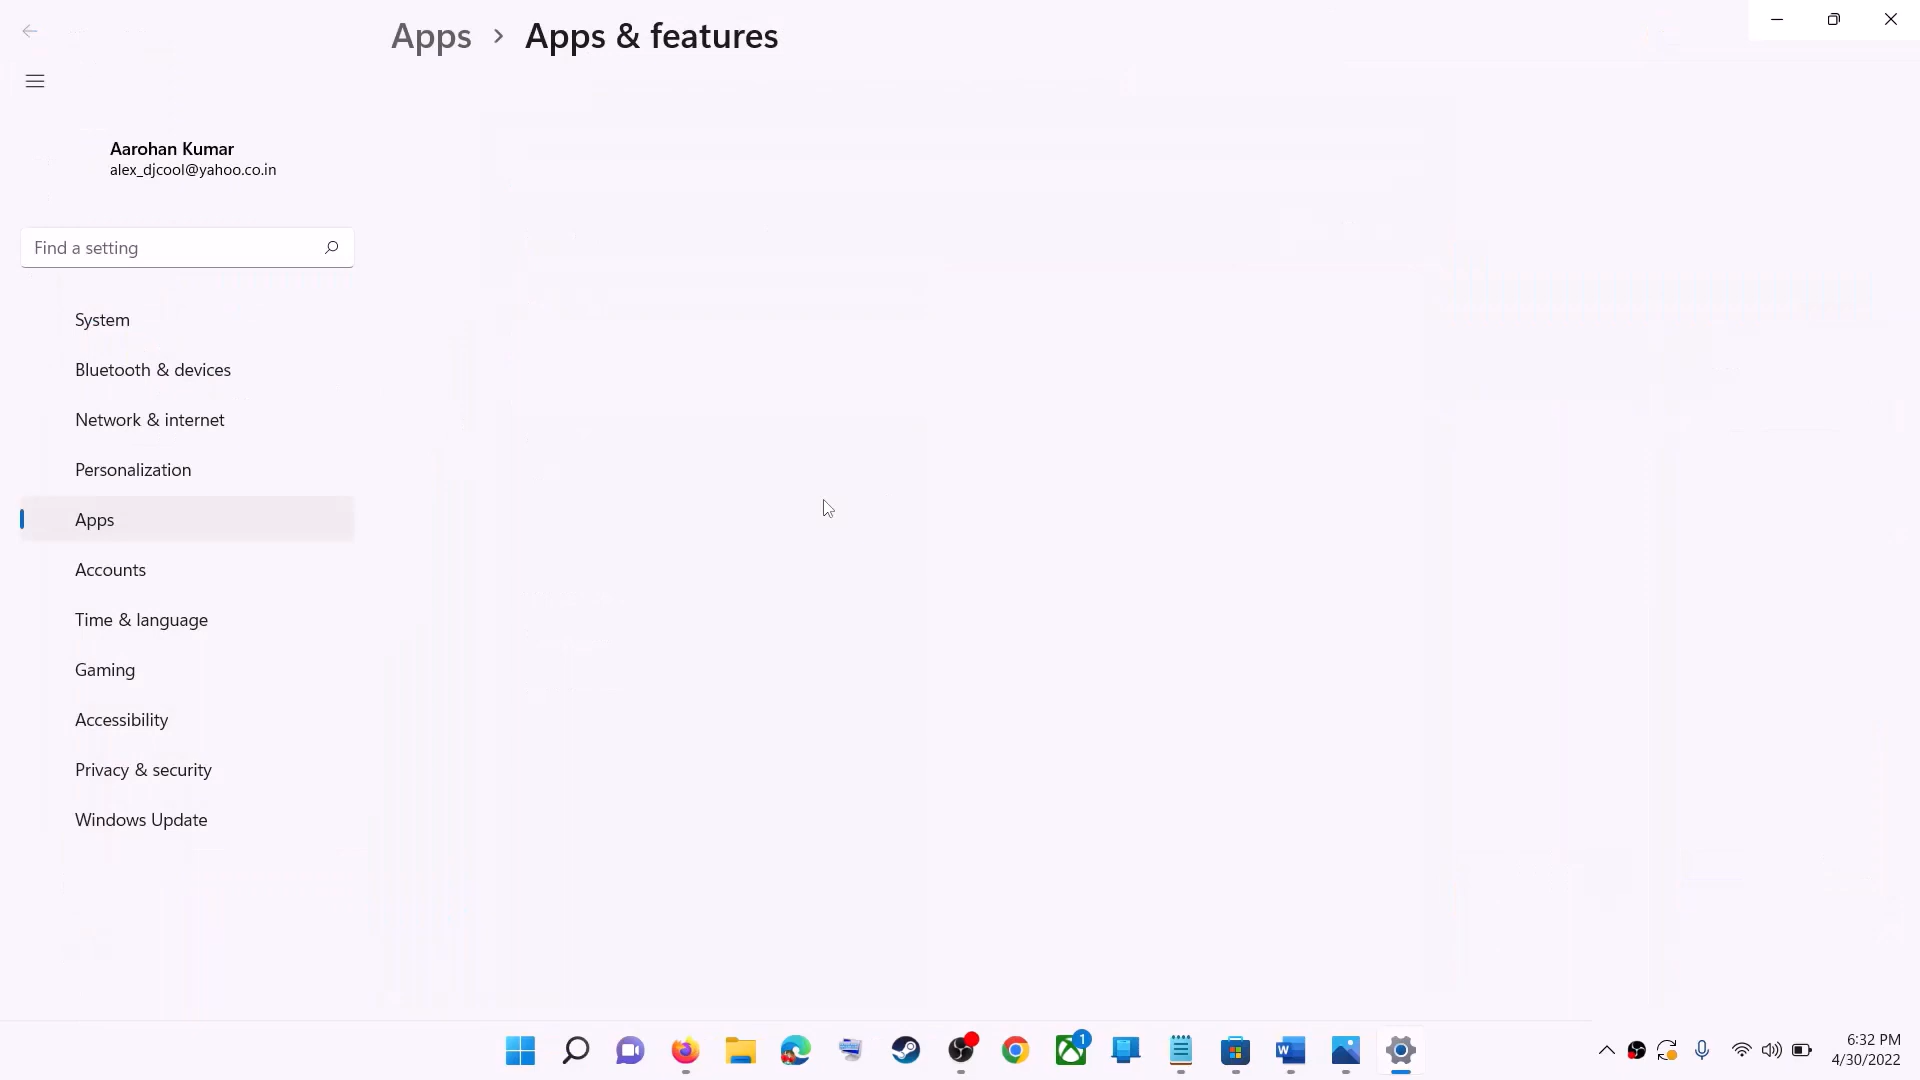 Apps > Apps & features
Aarohan Kumar
alex_djcool@yahoo.co.in
Find a setting
System
Bluetooth & devices
Network & internet
Personalization
Apps
Accounts
Time & language
Gaming
Accessibility
Privacy & security
Windows Update
1
6:32 PM
4/30/2022